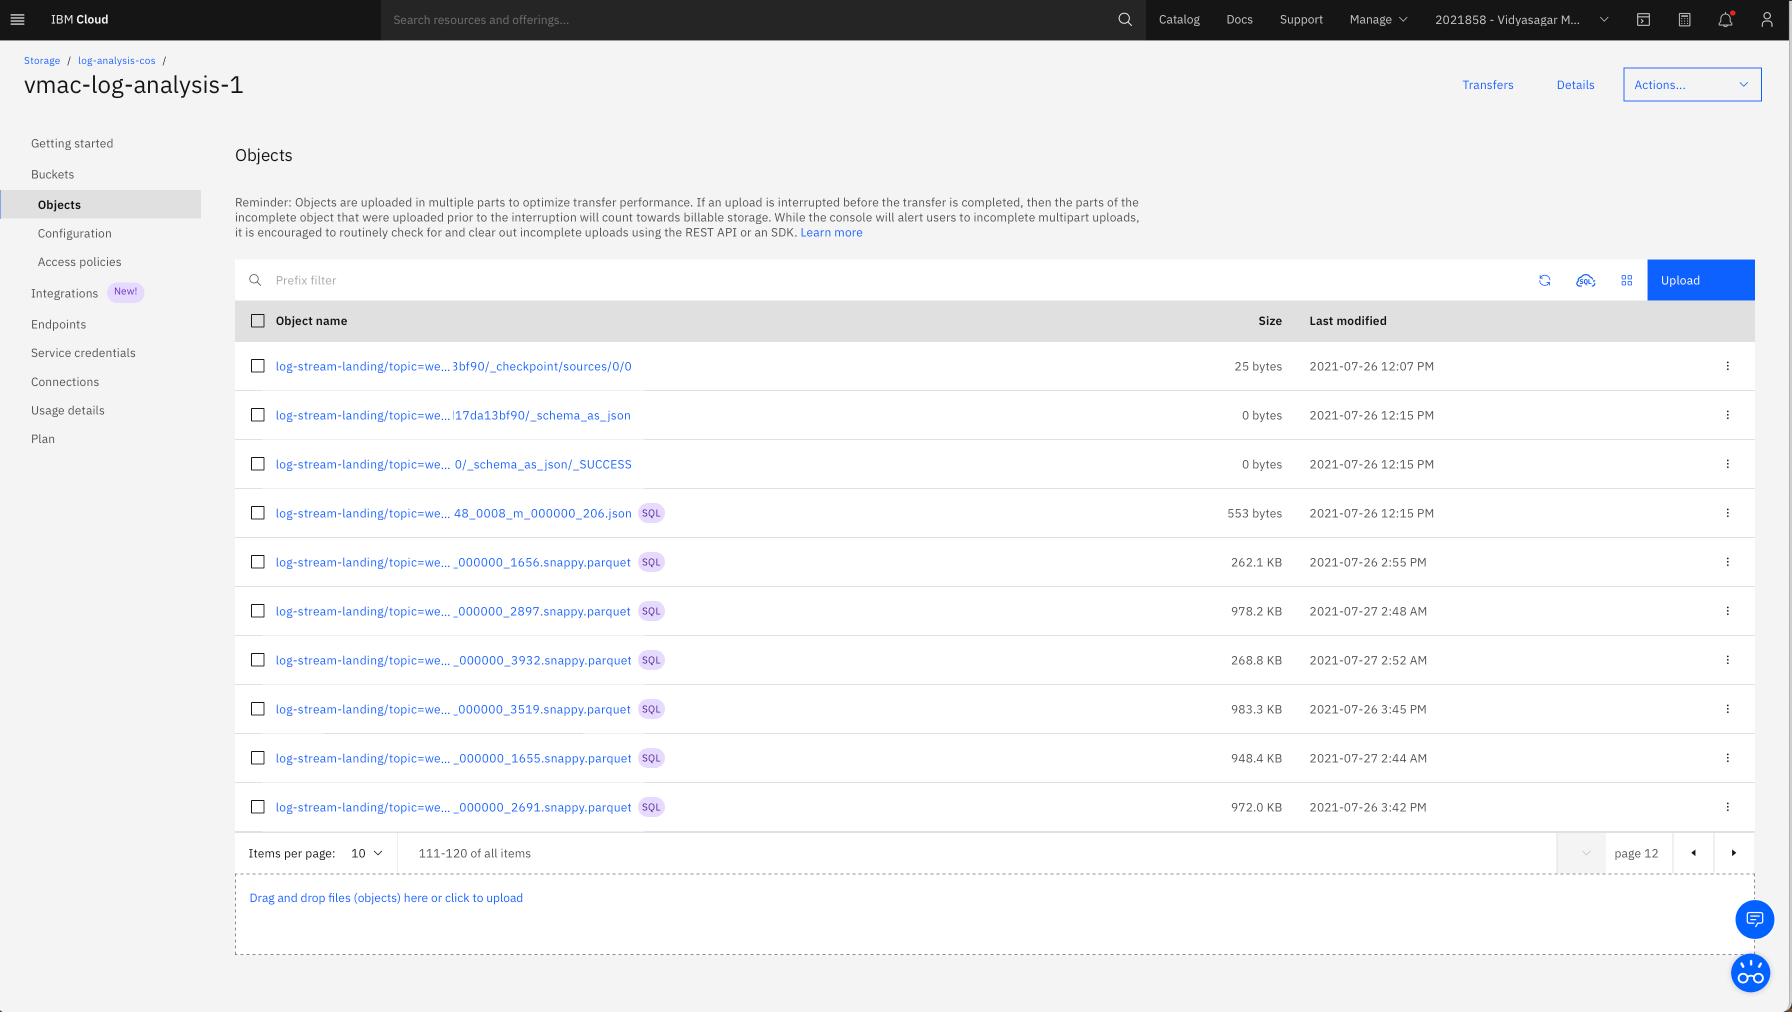 IBM Cloud
Search resources and offerings...
Catalog Docs Support Manage 2021858 - Vidyasagar M...
Storage / log-analysis-cos /
vmac-log-analysis-1
Transfers Details Actions...
Getting started
Buckets
Objects
Configuration
Access policies
Integrations New!
Endpoints
Service credentials
Connections
Usage details
Plan
Objects
Reminder: Objects are uploaded in multiple parts to optimize transfer performance. If an upload is interrupted before the transfer is completed, then the parts of the
incomplete object that were uploaded prior to the interruption will count towards billable storage. While the console will alert users to incomplete multipart uploads,
it is encouraged to routinely check for and clear out incomplete uploads using the REST API or an SDK. Learn more
Prefix filter SQL Upload
Object name Size Last modified
log-stream-landing/topic=we... 3bf90/_checkpoint/sources/0/0 25 bytes 2021-07-26 12:07 PM
log-stream-landing/topic=we... 17da13bf90/_schema_as_json 0 bytes 2021-07-26 12:15 PM
log-stream-landing/topic=we... 0/_schema_as_json/_SUCCESS 0 bytes 2021-07-26 12:15 PM
log-stream-landing/topic=we... 48_0008_m_000000_206.json SQL 553 bytes 2021-07-26 12:15 PM
log-stream-landing/topic=we... _000000_1656.snappy.parquet SQL 262.1 KB 2021-07-26 2:55 PM
log-stream-landing/topic=we... _000000_2897.snappy.parquet SQL 978.2 KB 2021-07-27 2:48 AM
log-stream-landing/topic=we... _000000_3932.snappy.parquet SQL 268.8 KB 2021-07-27 2:52 AM
log-stream-landing/topic=we... _000000_3519.snappy.parquet SQL 983.3 KB 2021-07-26 3:45 PM
log-stream-landing/topic=we... _000000_1655.snappy.parquet SQL 948.4 KB 2021-07-27 2:44 AM
log-stream-landing/topic=we... _000000_2691.snappy.parquet SQL 972.0 KB 2021-07-26 3:42 PM
Items per page: 10 111-120 of all items page 12
Drag and drop files (objects) here or click to upload